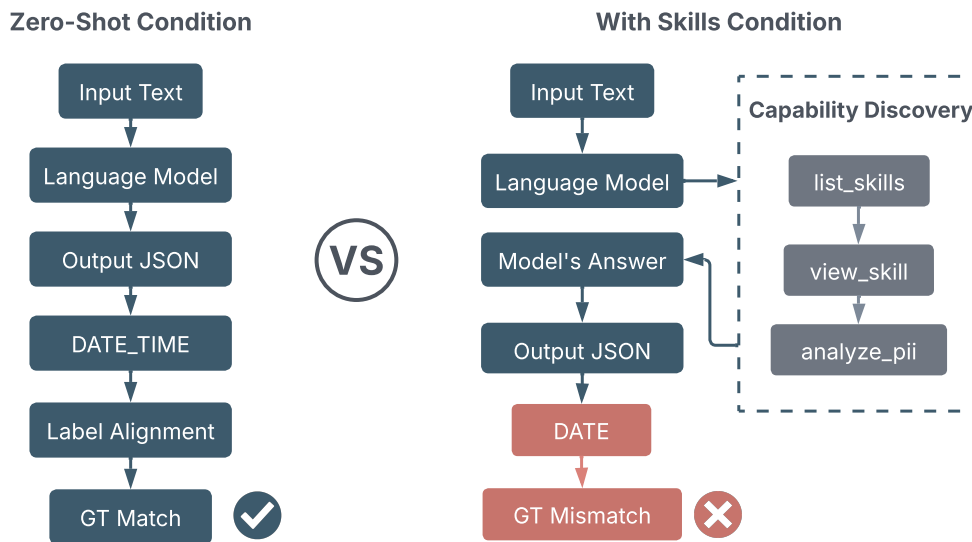 Zero-Shot Condition
Input Text
Language Model
Output JSON
DATE_TIME
Label Alignment
GT Match
VS
With Skills Condition
Input Text
Language Model
Model's Answer
Output JSON
DATE
GT Mismatch
Capability Discovery
list_skills
view_skill
analyze_pii